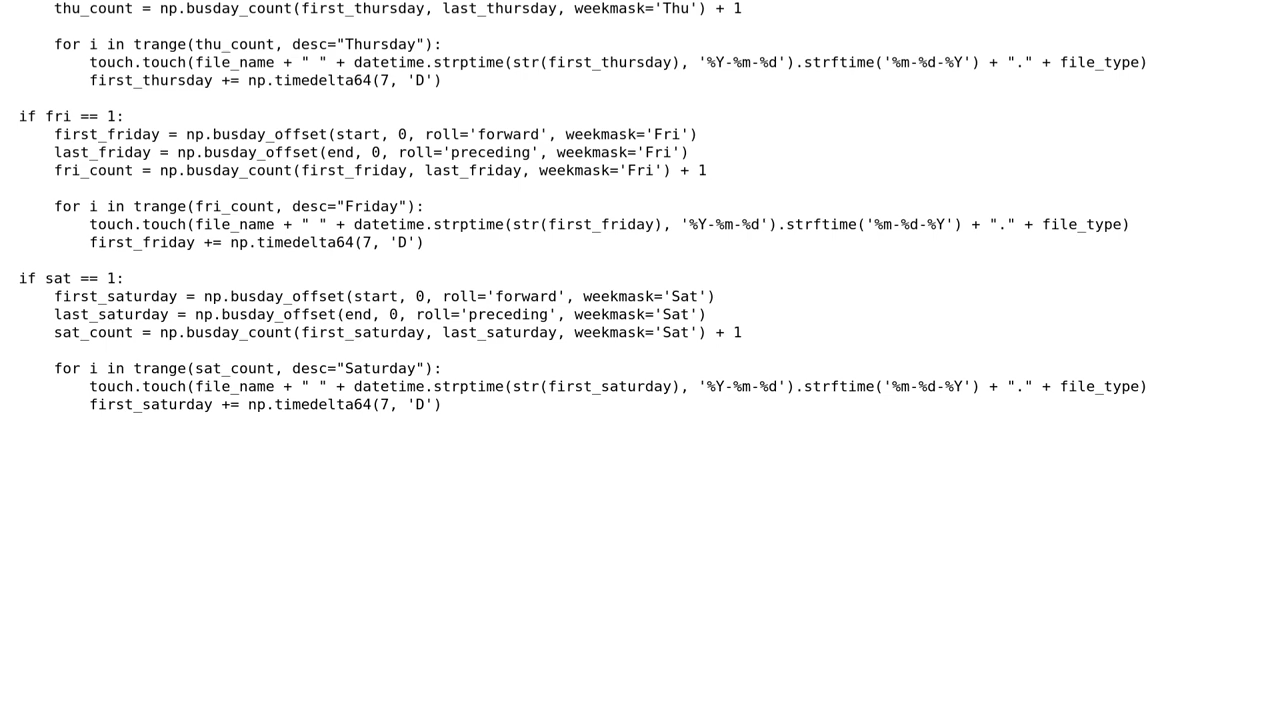 thu_count = np.busday_count(first_thursday, last_thursday, weekmask='Thu') + 1

    for i in trange(thu_count, desc="Thursday"):
        touch.touch(file_name + " " + datetime.strptime(str(first_thursday), '%Y-%m-%d').strftime('%m-%d-%Y') + "." + file_type)
        first_thursday += np.timedelta64(7, 'D')

if fri == 1:
    first_friday = np.busday_offset(start, 0, roll='forward', weekmask='Fri')
    last_friday = np.busday_offset(end, 0, roll='preceding', weekmask='Fri')
    fri_count = np.busday_count(first_friday, last_friday, weekmask='Fri') + 1

    for i in trange(fri_count, desc="Friday"):
        touch.touch(file_name + " " + datetime.strptime(str(first_friday), '%Y-%m-%d').strftime('%m-%d-%Y') + "." + file_type)
        first_friday += np.timedelta64(7, 'D')

if sat == 1:
    first_saturday = np.busday_offset(start, 0, roll='forward', weekmask='Sat')
    last_saturday = np.busday_offset(end, 0, roll='preceding', weekmask='Sat')
    sat_count = np.busday_count(first_saturday, last_saturday, weekmask='Sat') + 1

    for i in trange(sat_count, desc="Saturday"):
        touch.touch(file_name + " " + datetime.strptime(str(first_saturday), '%Y-%m-%d').strftime('%m-%d-%Y') + "." + file_type)
        first_saturday += np.timedelta64(7, 'D')